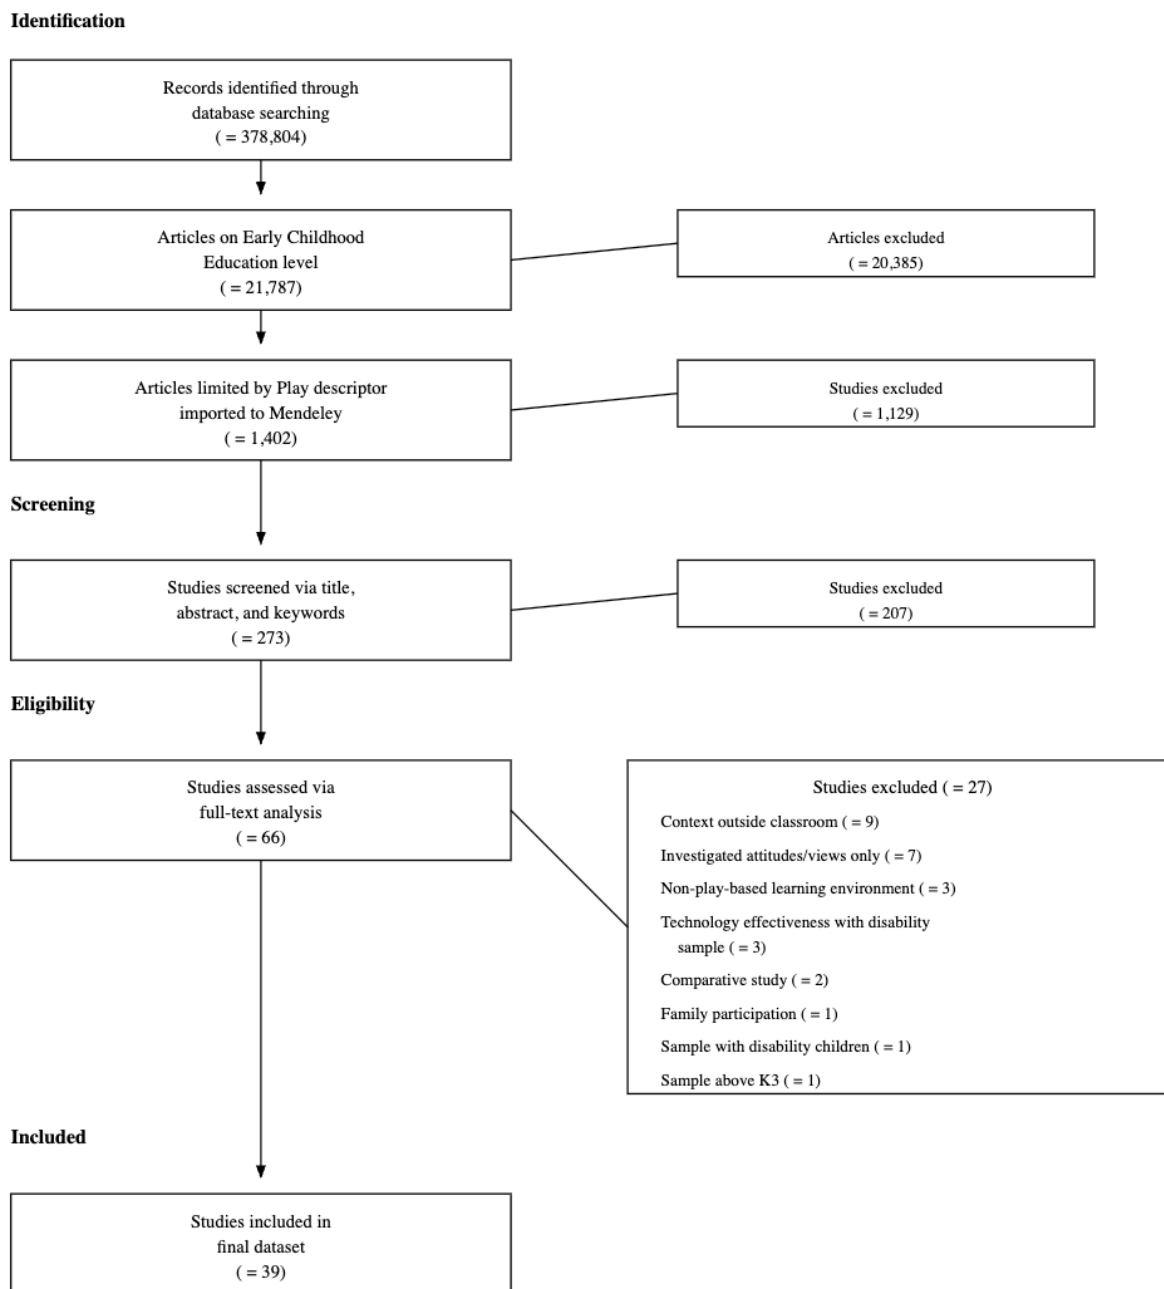 Identification
Records identified through
database searching
( = 378,804)
Articles on Early Childhood
Education level
( = 21,787)
Articles excluded
( = 20,385)
Articles limited by Play descriptor
imported to Mendeley
( = 1,402)
Studies excluded
( = 1,129)
Screening
Studies screened via title,
abstract, and keywords
( = 273)
Studies excluded
( = 207)
Eligibility
Studies assessed via
full-text analysis
( = 66)
Studies excluded ( = 27)
Context outside classroom ( = 9)
Investigated attitudes/views only ( = 7)
Non-play-based learning environment ( = 3)
Technology effectiveness with disability
sample ( = 3)
Comparative study ( = 2)
Family participation ( = 1)
Sample with disability children ( = 1)
Sample above K3 ( = 1)
Included
Studies included in
final dataset
( = 39)